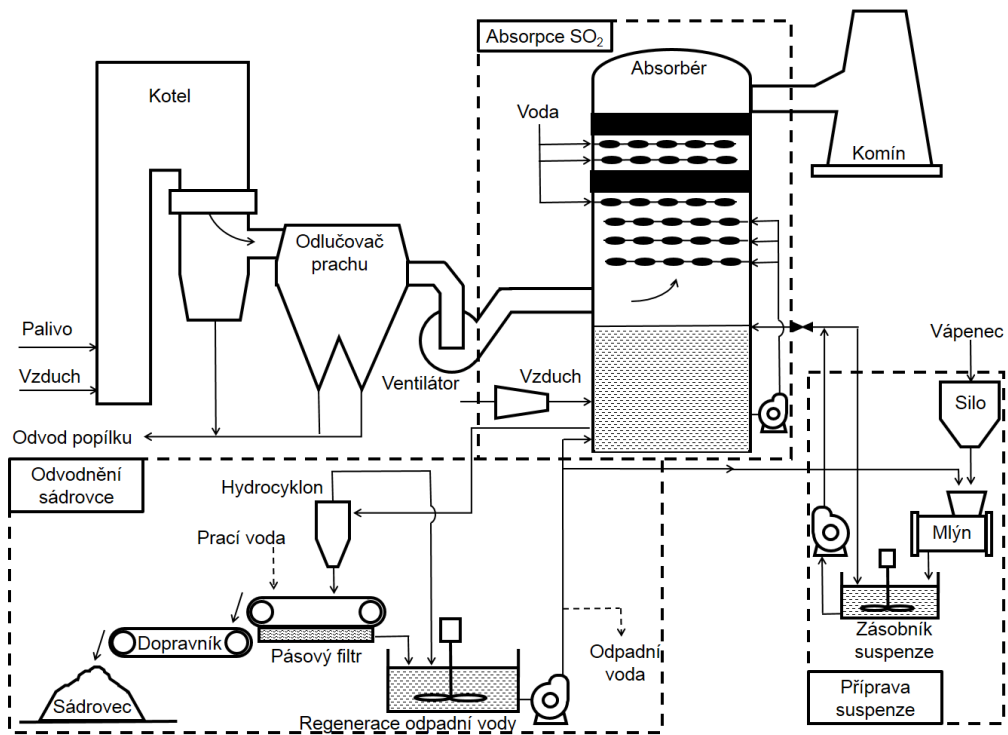 Absorpce SO₂
Absorbér
Kotel
Voda
Komín
Odlučovač
prachu
Palivo
Vzduch
Ventilátor
Vzduch
Vápenec
Silo
Odvod popílku
Odvodnění
sádrovce
Hydrocyklon
Prací voda
Mlýn
Dopravník
Pásový filtr
Odpadní
voda
Zásobník
suspenze
Sádrovec
Regenerace odpadní vody
Příprava
suspenze